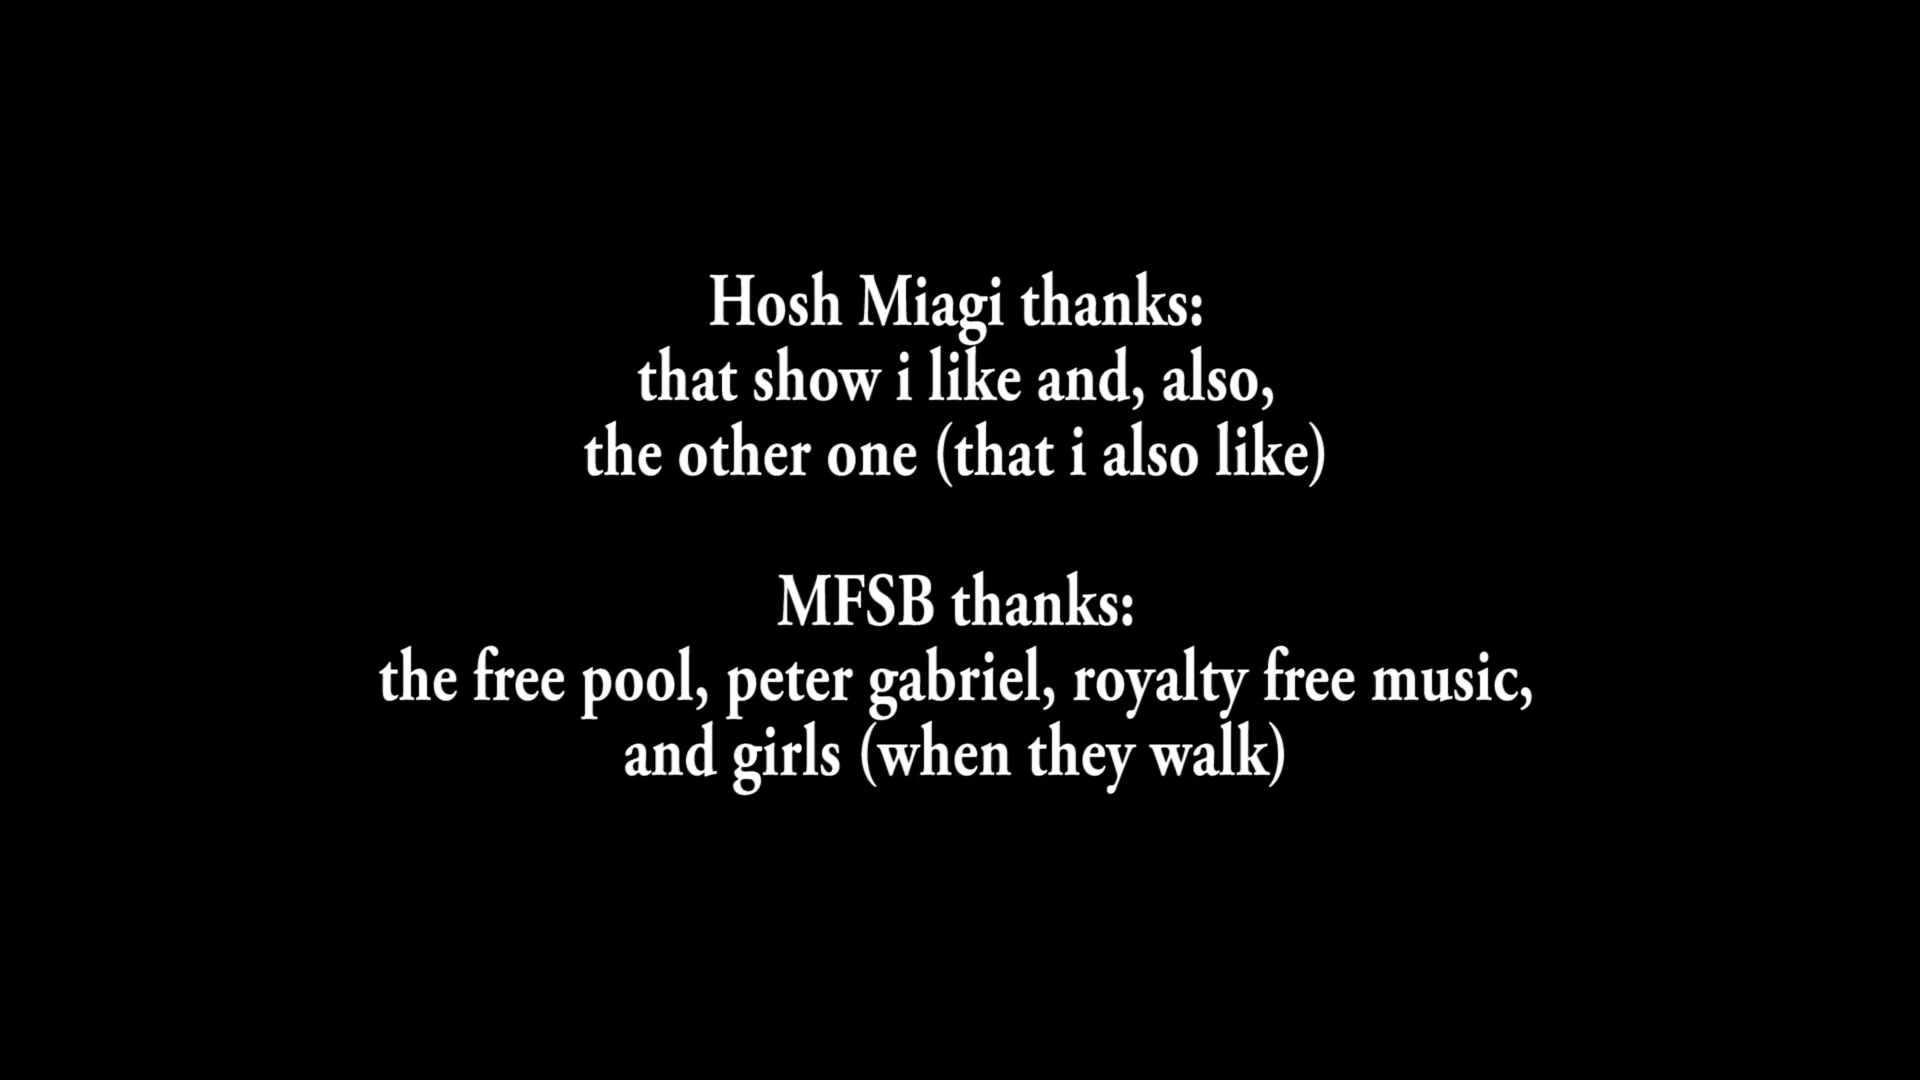 Hosh Miagi thanks:
that show i like and, also,
the other one (that i also like)
MFSB thanks:
the free pool, peter gabriel, royalty free music,
and girls (when they walk)